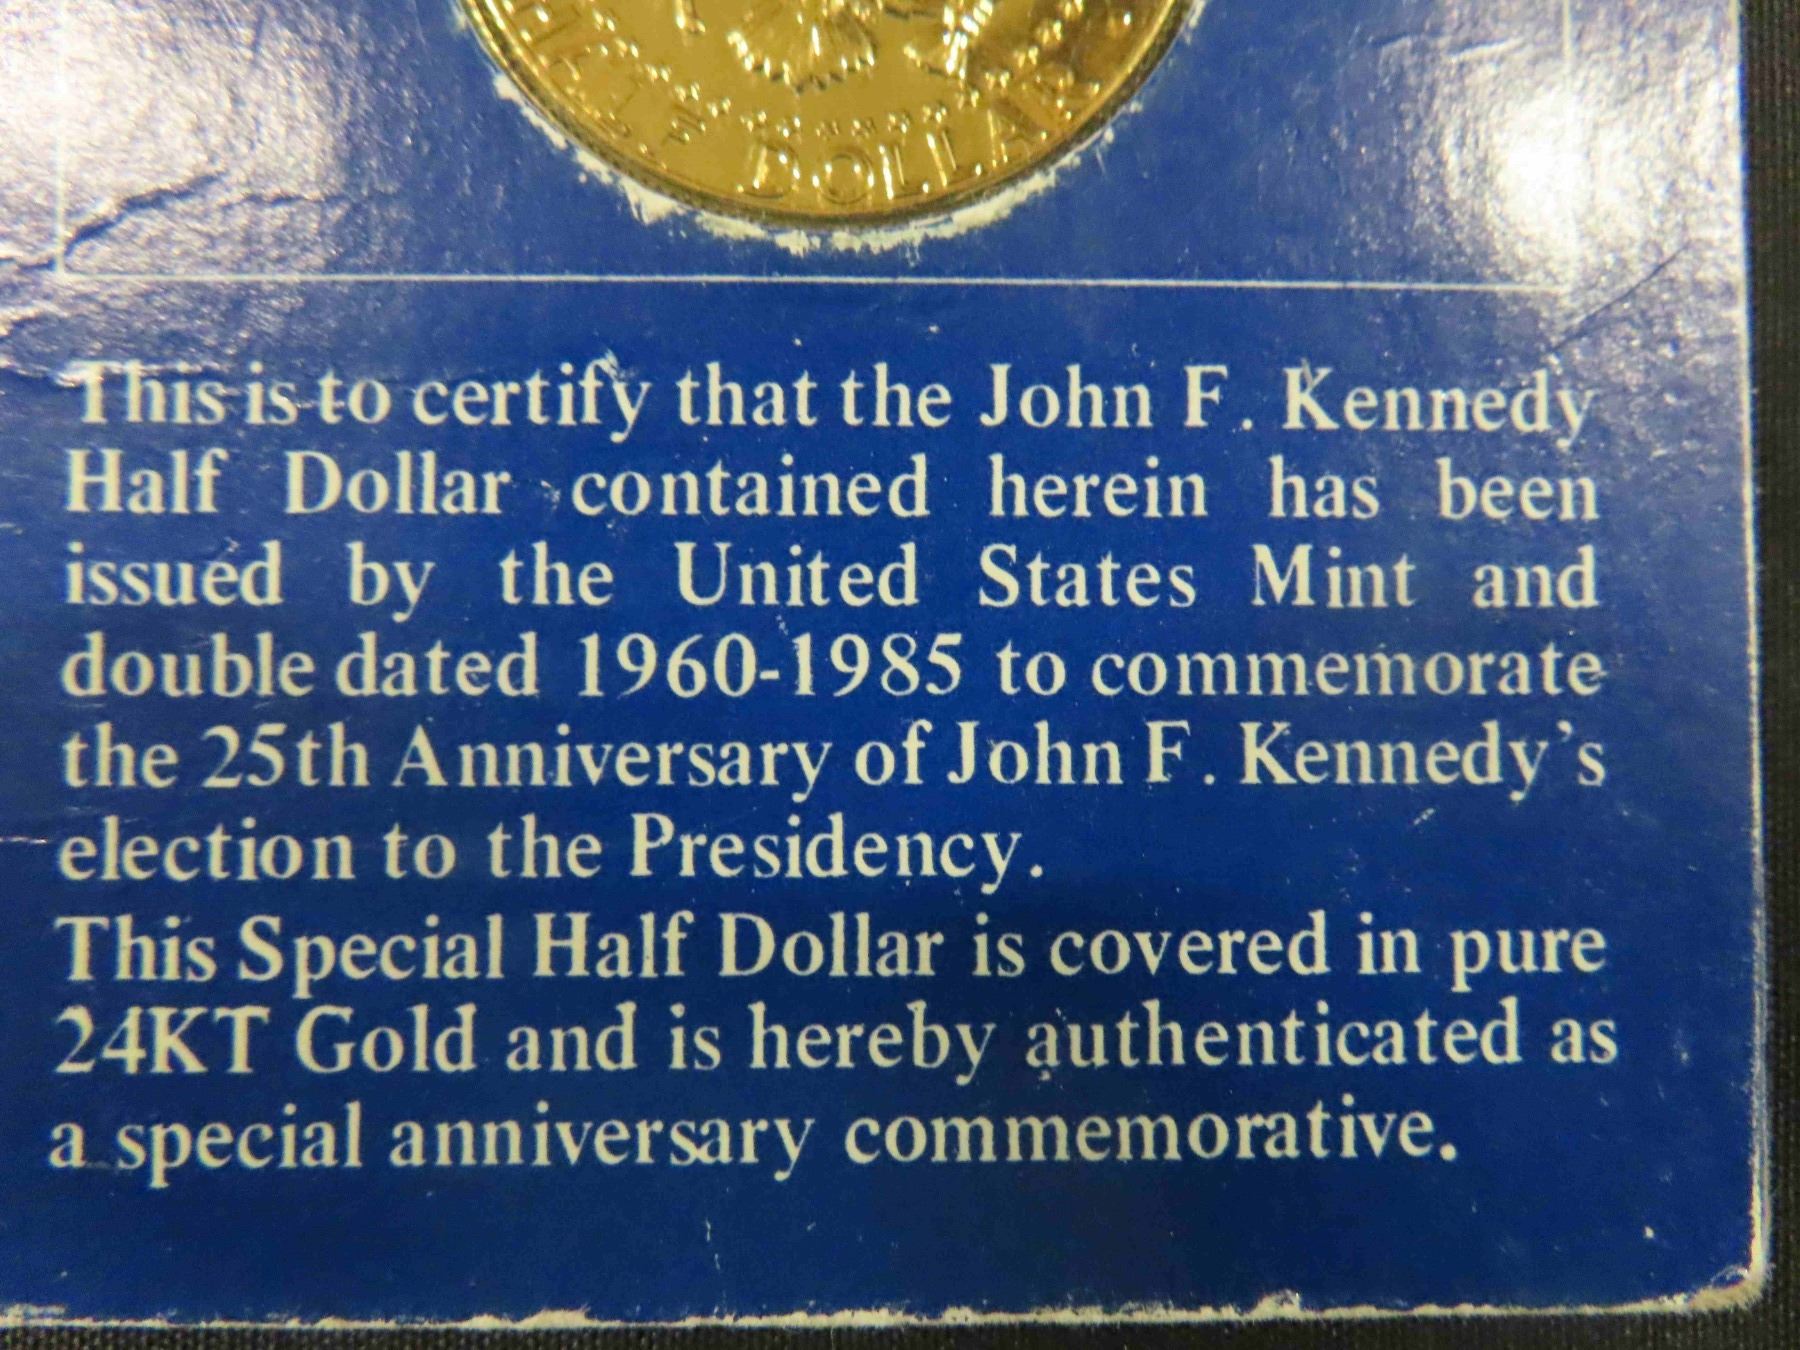 HALF DOLLAR
This is to certify that the John F. Kennedy
Half Dollar contained herein has been
issued by the United States Mint and
double dated 1960-1985 to commemorate
the 25th Anniversary of John F. Kennedy's
election to the Presidency.
This Special Half Dollar is covered in pure
24KT Gold and is hereby authenticated as
a special anniversary commemorative.